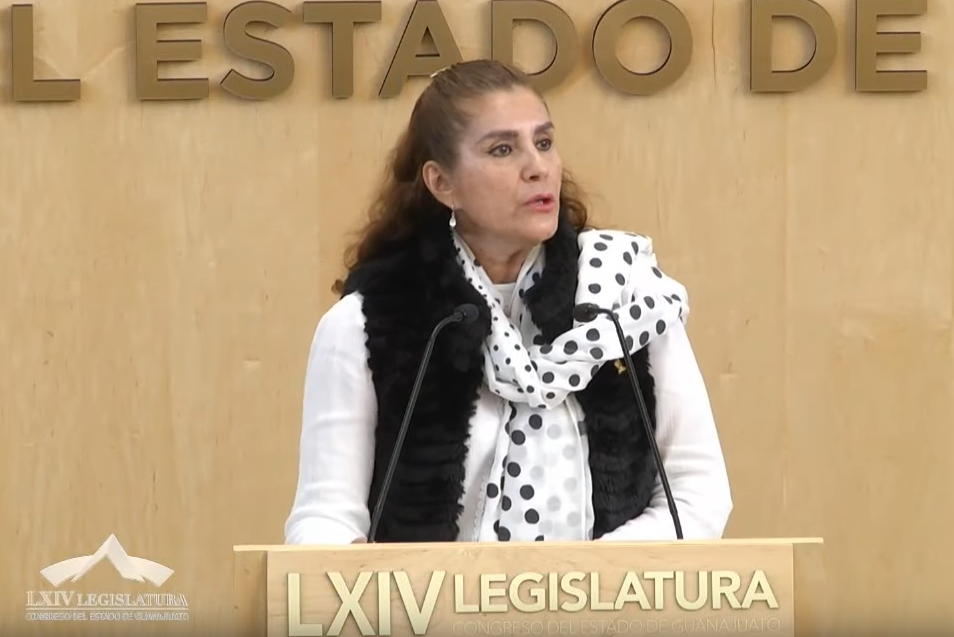 L ESTADO DE
LXIV LEGISLATURA
CONGRESO DEL ESTADO DE GUANAJUATO
LXIV LEGISLATURA
CONGRESO DEL ESTADO DE GUANAJUATO